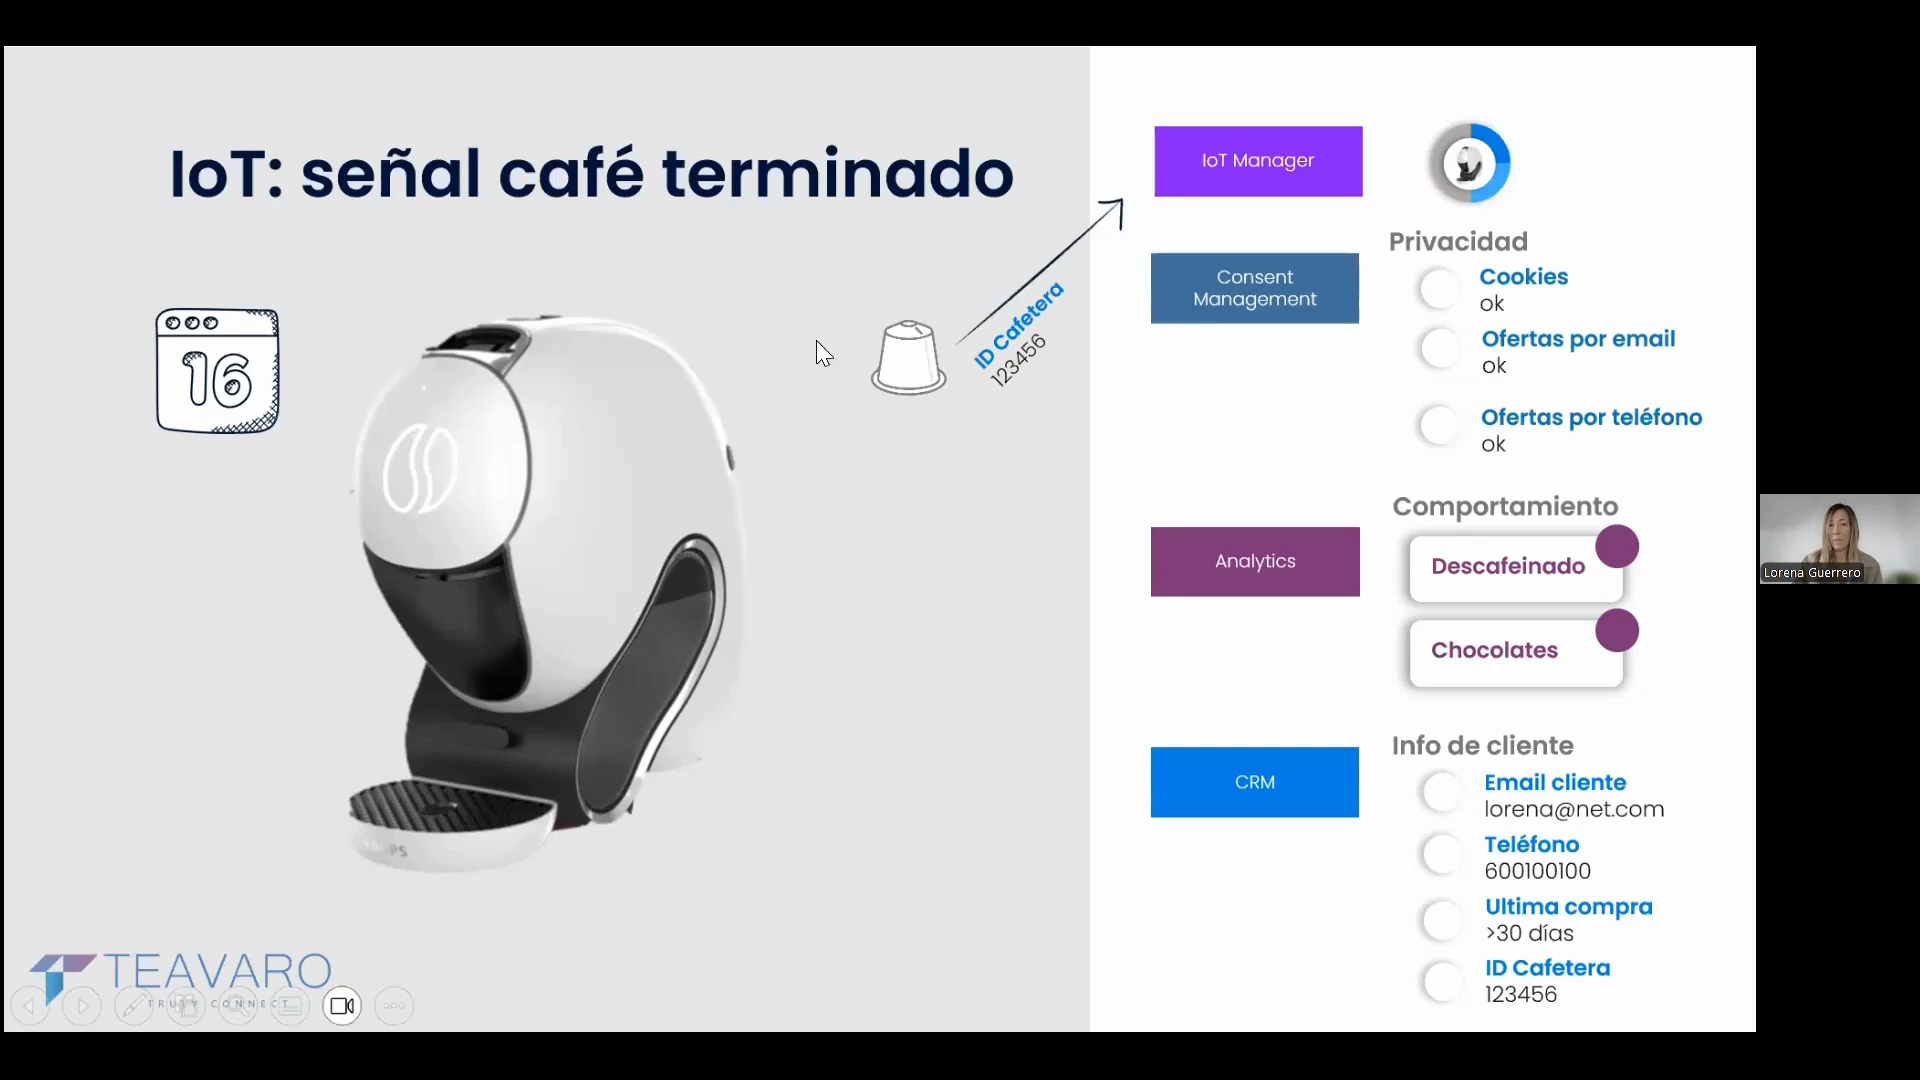 IoT: señal café terminado
16
ID Cafetera
123456
IoT Manager
Consent
Management
Analytics
CRM
Privacidad
Cookies
ok
Ofertas por email
ok
Ofertas por teléfono
ok
Comportamiento
Descafeinado
Chocolates
Info de cliente
Email cliente
lorena@net.com
Teléfono
600100100
Ultima compra
>30 días
ID Cafetera
123456
TEAVARO
TRULY CONNECT
Lorena Guerrero